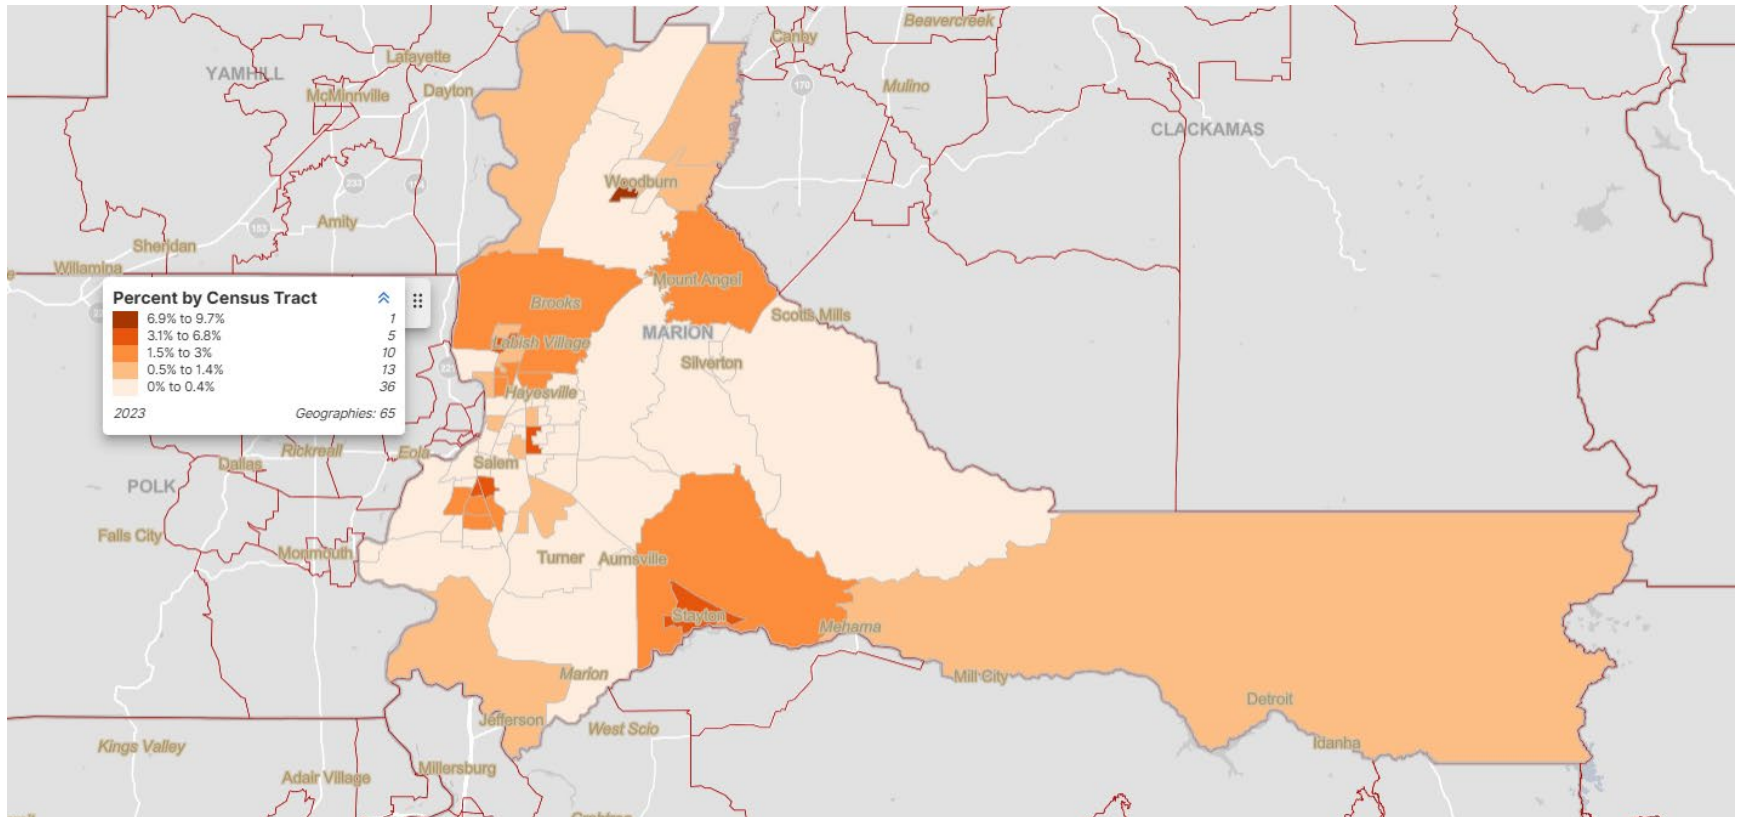 Beavercreek
Canby
Lafayette
YAMHILL
170
Mulino
McMinnville
Dayton
CLACKAMAS
233
Woodburn
Amity
153
Sheridan
Willamina
Mount Angel
Percent by Census Tract
6.9% to 9.7% 1
3.1% to 6.8% 5
1.5% to 3% 10
0.5% to 1.4% 13
0% to 0.4% 36
2023 Geographies: 65
Brooks
Scotts Mills
MARION
Labish Village
Silverton
221
Hayesville
Rickreall
Eola
Dallas
Salem
POLK
Falls City
Monmouth
Turner
Aumsville
Stayton
Mehama
Marion
Mill City
Detroit
Jefferson
West Scio
Idanha
Kings Valley
Adair Village
Millersburg